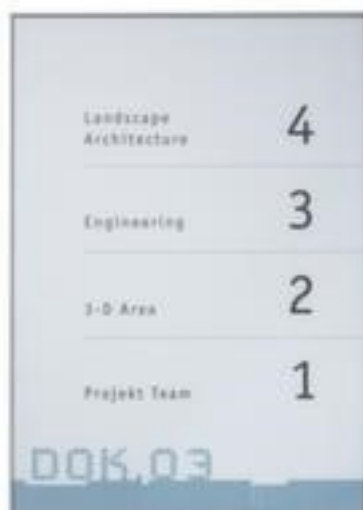 Landscape
Architecture 4
Engineering 3
3-D Area 2
Projekt Team 1
DOK.03